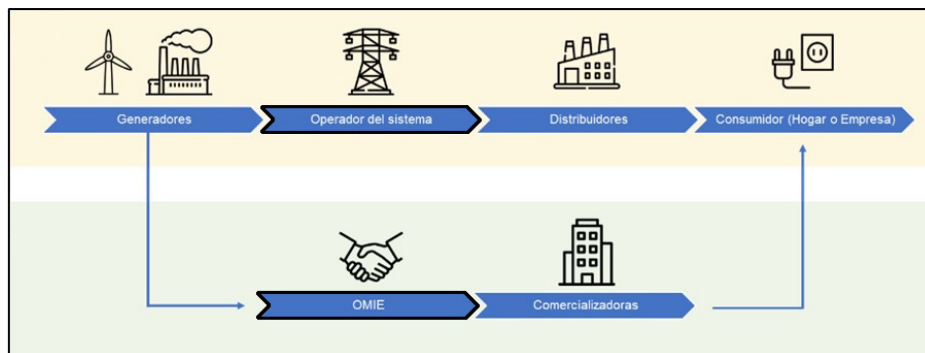 Generadores
Operador del sistema
Distribuidores
Consumidor (Hogar o Empresa)
OMIE
Comercializadoras